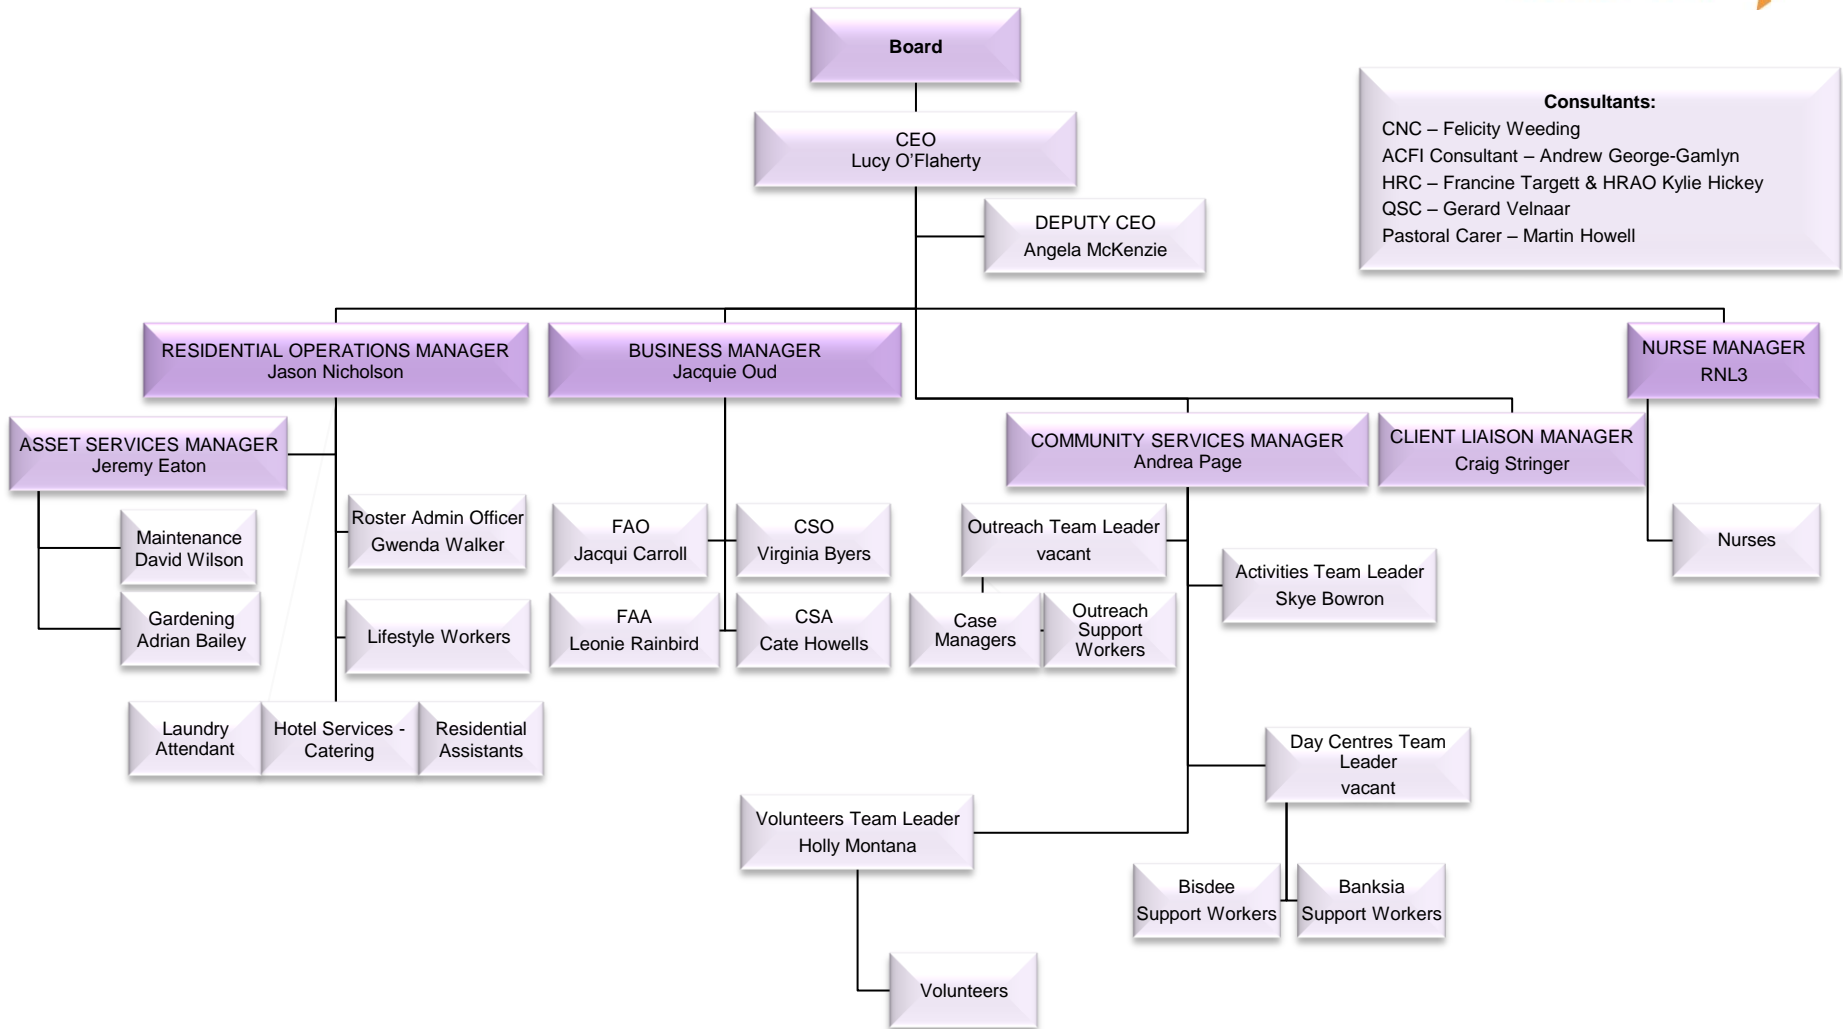 Board
CEO
Lucy O’Flaherty
DEPUTY CEO
Angela McKenzie
Consultants:
CNC – Felicity Weeding
ACFI Consultant – Andrew George-Gamlyn
HRC – Francine Targett & HRAO Kylie Hickey
QSC – Gerard Velnaar
Pastoral Carer – Martin Howell
RESIDENTIAL OPERATIONS MANAGER
Jason Nicholson
BUSINESS MANAGER
Jacquie Oud
NURSE MANAGER
RNL3
ASSET SERVICES MANAGER
Jeremy Eaton
COMMUNITY SERVICES MANAGER
Andrea Page
CLIENT LIAISON MANAGER
Craig Stringer
Maintenance
David Wilson
Gardening
Adrian Bailey
Roster Admin Officer
Gwenda Walker
Lifestyle Workers
Laundry
Attendant
Hotel Services -
Catering
Residential
Assistants
FAO
Jacqui Carroll
CSO
Virginia Byers
FAA
Leonie Rainbird
CSA
Cate Howells
Outreach Team Leader
vacant
Case
Managers
Outreach
Support
Workers
Activities Team Leader
Skye Bowron
Nurses
Day Centres Team
Leader
vacant
Volunteers Team Leader
Holly Montana
Bisdee
Support Workers
Banksia
Support Workers
Volunteers